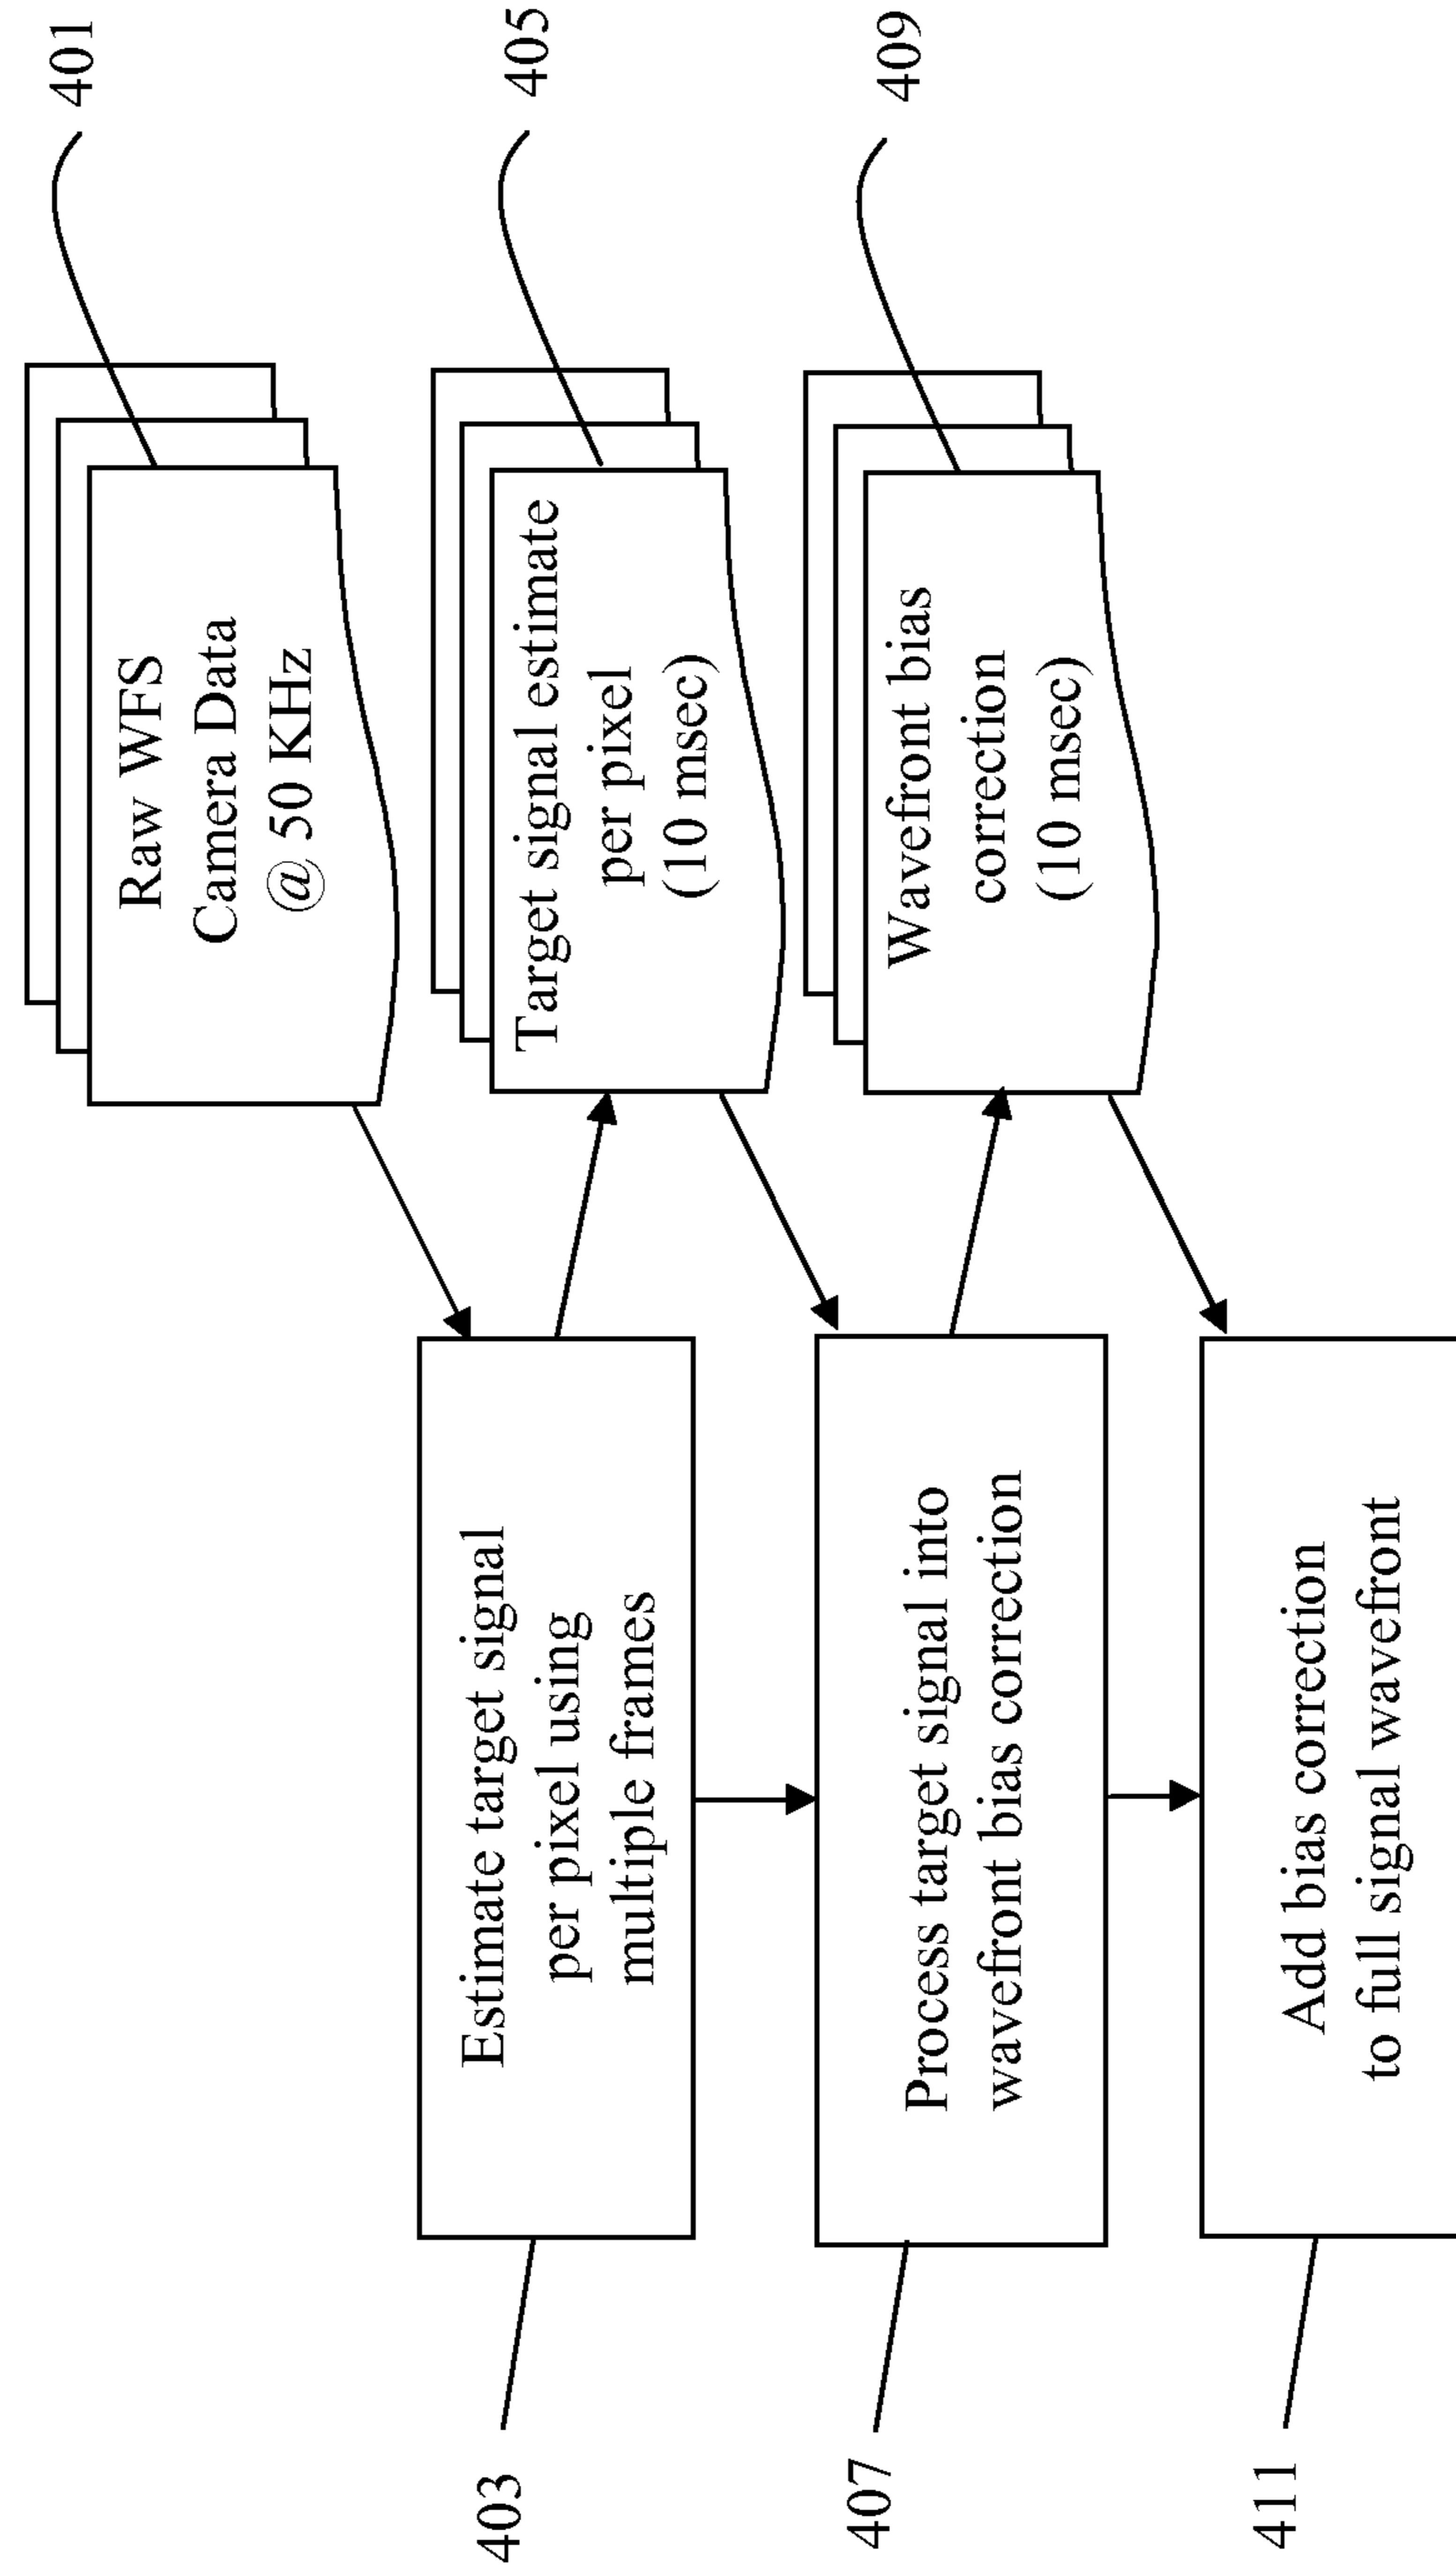 401
Raw WFS
Camera Data
@ 50 KHz
403
Estimate target signal
per pixel using
multiple frames
405
Target signal estimate
per pixel
(10 msec)
407
Process target signal into
wavefront bias correction
409
Wavefront bias
correction
(10 msec)
411
Add bias correction
to full signal wavefront